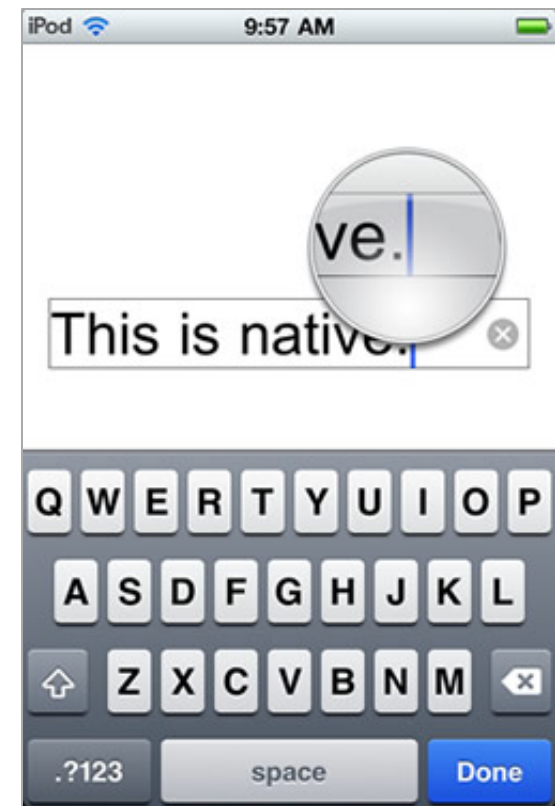 iPod 9:57 AM
ve.
This is native.
Q W E R T Y U I O P
A S D F G H J K L
Z X C V B N M
.?123 space Done